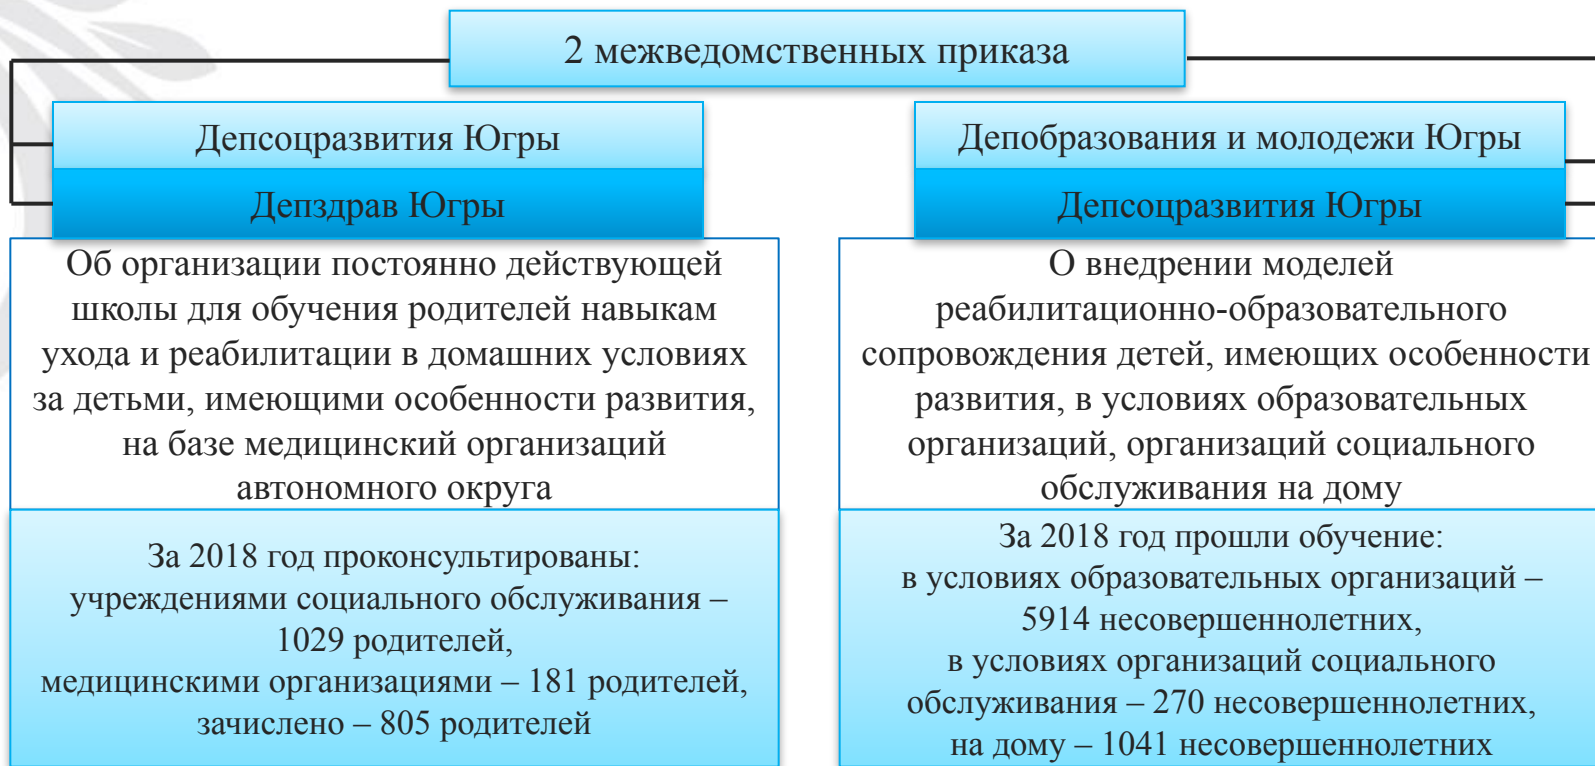 2 межведомственных приказа
Депсоцразвития Югры
Депздрав Югры
Об организации постоянно действующей
школы для обучения родителей навыкам
ухода и реабилитации в домашних условиях
за детьми, имеющими особенности развития,
на базе медицинский организаций
автономного округа
За 2018 год проконсультированы:
учреждениями социального обслуживания –
1029 родителей,
медицинскими организациями – 181 родителей,
зачислено – 805 родителей
Депобразования и молодежи Югры
Депсоцразвития Югры
О внедрении моделей
реабилитационно-образовательного
сопровождения детей, имеющих особенности
развития, в условиях образовательных
организаций, организаций социального
обслуживания на дому
За 2018 год прошли обучение:
в условиях образовательных организаций –
5914 несовершеннолетних,
в условиях организаций социального
обслуживания – 270 несовершеннолетних,
на дому – 1041 несовершеннолетних